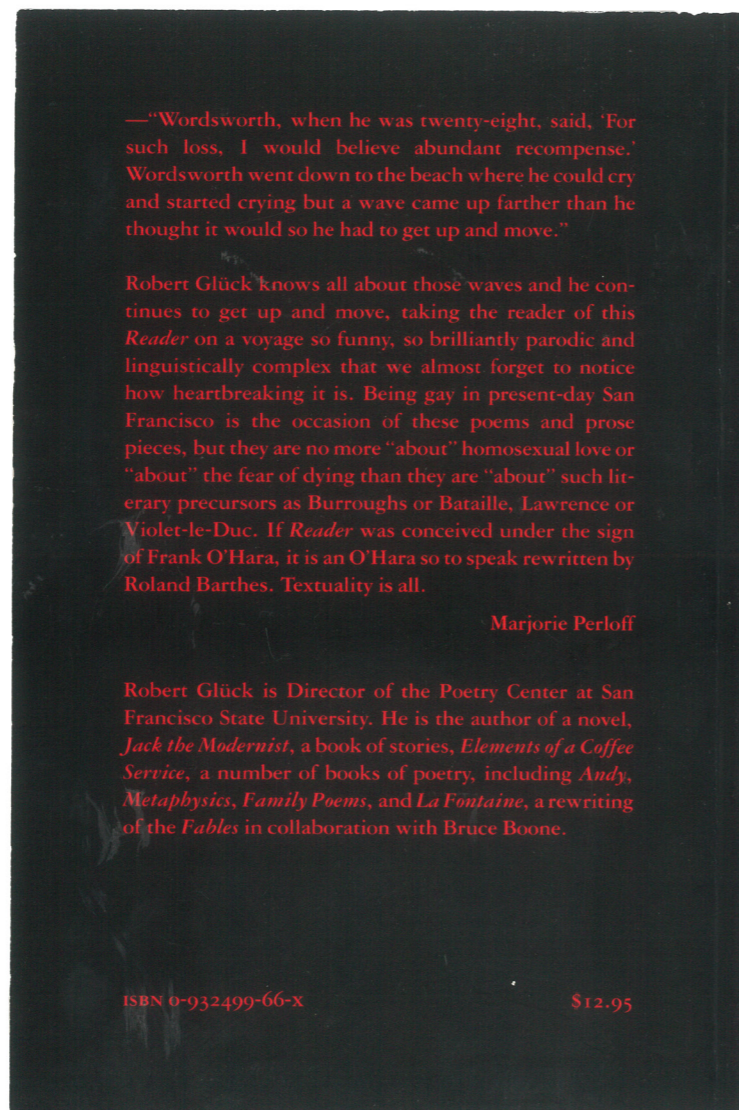 —“Wordsworth, when he was twenty-eight, said, ‘For
such loss, I would believe abundant recompense.’
Wordsworth went down to the beach where he could cry
and started crying but a wave came up farther than he
thought it would so he had to get up and move.”
Robert Glück knows all about those waves and he con-
tinues to get up and move, taking the reader of this
Reader on a voyage so funny, so brilliantly parodic and
linguistically complex that we almost forget to notice
how heartbreaking it is. Being gay in present-day San
Francisco is the occasion of these poems and prose
pieces, but they are no more “about” homosexual love or
“about” the fear of dying than they are “about” such lit-
erary precursors as Burroughs or Bataille, Lawrence or
Violet-le-Duc. If Reader was conceived under the sign
of Frank O’Hara, it is an O’Hara so to speak rewritten by
Roland Barthes. Textuality is all.
Marjorie Perloff
Robert Glück is Director of the Poetry Center at San
Francisco State University. He is the author of a novel,
Jack the Modernist, a book of stories, Elements of a Coffee
Service, a number of books of poetry, including Andy,
Metaphysics, Family Poems, and La Fontaine, a rewriting
of the Fables in collaboration with Bruce Boone.
ISBN 0-932499-66-X $12.95